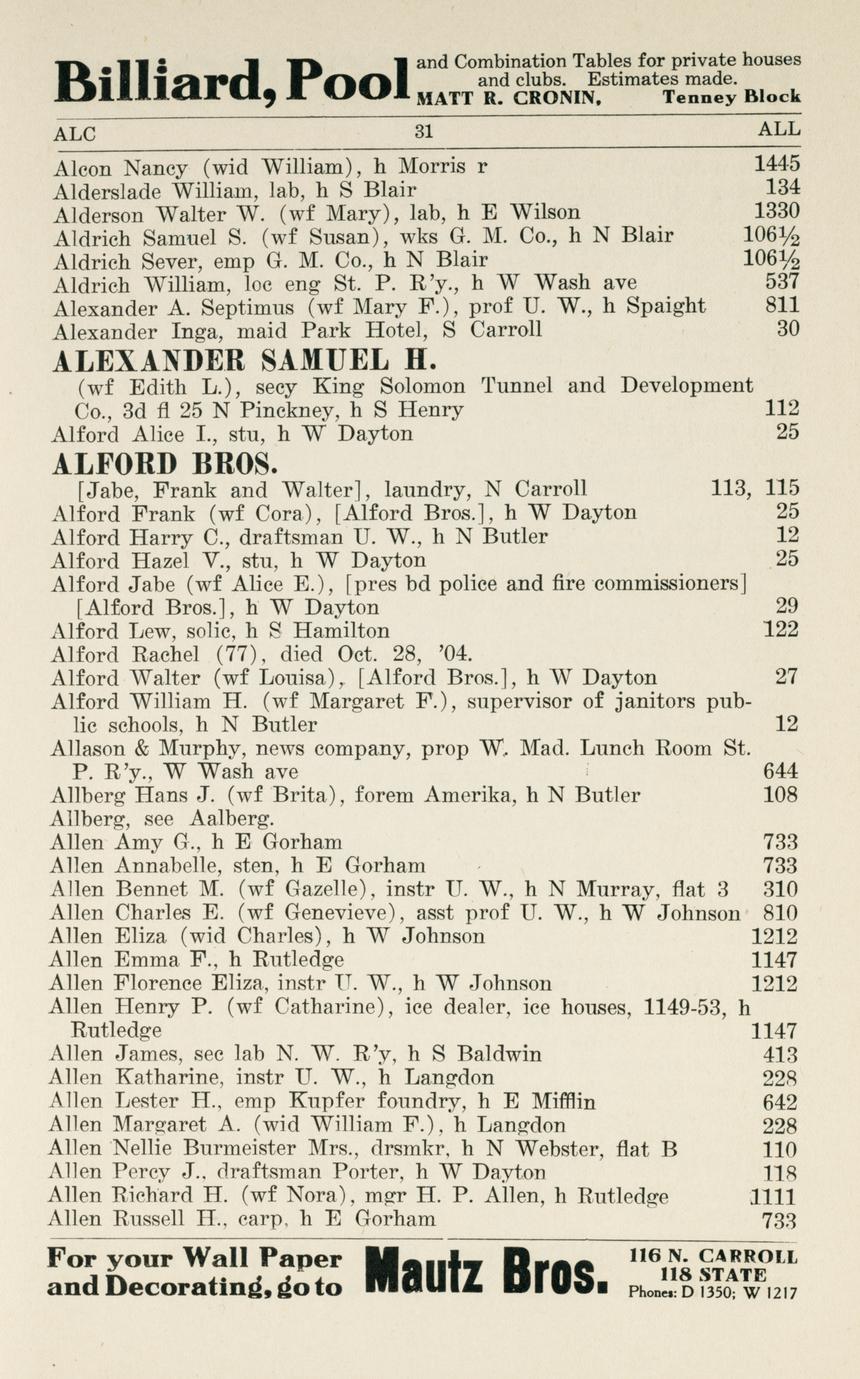 Billiard, Pool and Combination Tables for private houses
and clubs. Estimates made.
MATT R. CRONIN, Tenney Block
ALC 31 ALL
Alcon Nancy (wid William), h Morris r 1445
Alderslade William, lab, h S Blair 134
Alderson Walter W. (wf Mary), lab, h E Wilson 1330
Aldrich Samuel S. (wf Susan), wks G. M. Co., h N Blair 106½
Aldrich Sever, emp G. M. Co., h N Blair 106½
Aldrich William, loc eng St. P. R'y., h W Wash ave 537
Alexander A. Septimus (wf Mary F.), prof U. W., h Spaight 811
Alexander Inga, maid Park Hotel, S Carroll 30
ALEXANDER SAMUEL H.
(wf Edith L.), secy King Solomon Tunnel and Development
Co., 3d fl 25 N Pinckney, h S Henry 112
Alford Alice I., stu, h W Dayton 25
ALFORD BROS.
[Jabe, Frank and Walter], laundry, N Carroll 113, 115
Alford Frank (wf Cora), [Alford Bros.], h W Dayton 25
Alford Harry C., draftsman U. W., h N Butler 12
Alford Hazel V., stu, h W Dayton 25
Alford Jabe (wf Alice E.), [pres bd police and fire commissioners]
[Alford Bros.], h W Dayton 29
Alford Lew, solic, h S Hamilton 122
Alford Rachel (77), died Oct. 28, '04.
Alford Walter (wf Louisa), [Alford Bros.], h W Dayton 27
Alford William H. (wf Margaret F.), supervisor of janitors pub-
lic schools, h N Butler 12
Allason & Murphy, news company, prop W. Mad. Lunch Room St.
P. R'y., W Wash ave 644
Allberg Hans J. (wf Brita), forem Amerika, h N Butler 108
Allberg, see Aalberg.
Allen Amy G., h E Gorham 733
Allen Annabelle, sten, h E Gorham 733
Allen Bennet M. (wf Gazelle), instr U. W., h N Murray, flat 3 310
Allen Charles E. (wf Genevieve), asst prof U. W., h W Johnson 810
Allen Eliza (wid Charles), h W Johnson 1212
Allen Emma F., h Rutledge 1147
Allen Florence Eliza, instr U. W., h W Johnson 1212
Allen Henry P. (wf Catharine), ice dealer, ice houses, 1149-53, h
Rutledge 1147
Allen James, sec lab N. W. R'y, h S Baldwin 413
Allen Katharine, instr U. W., h Langdon 228
Allen Lester H., emp Kupfer foundry, h E Mifflin 642
Allen Margaret A. (wid William F.), h Langdon 228
Allen Nellie Burmeister Mrs., drsmkr, h N Webster, flat B 110
Allen Percy J., draftsman Porter, h W Dayton 118
Allen Richard H. (wf Nora), mgr H. P. Allen, h Rutledge 1111
Allen Russell H., carp, h E Gorham 733
For your Wall Paper
and Decorating, go to
Mautz Bros.
116 N. CARROLL
118 STATE
Phones: D 1350; W 1217